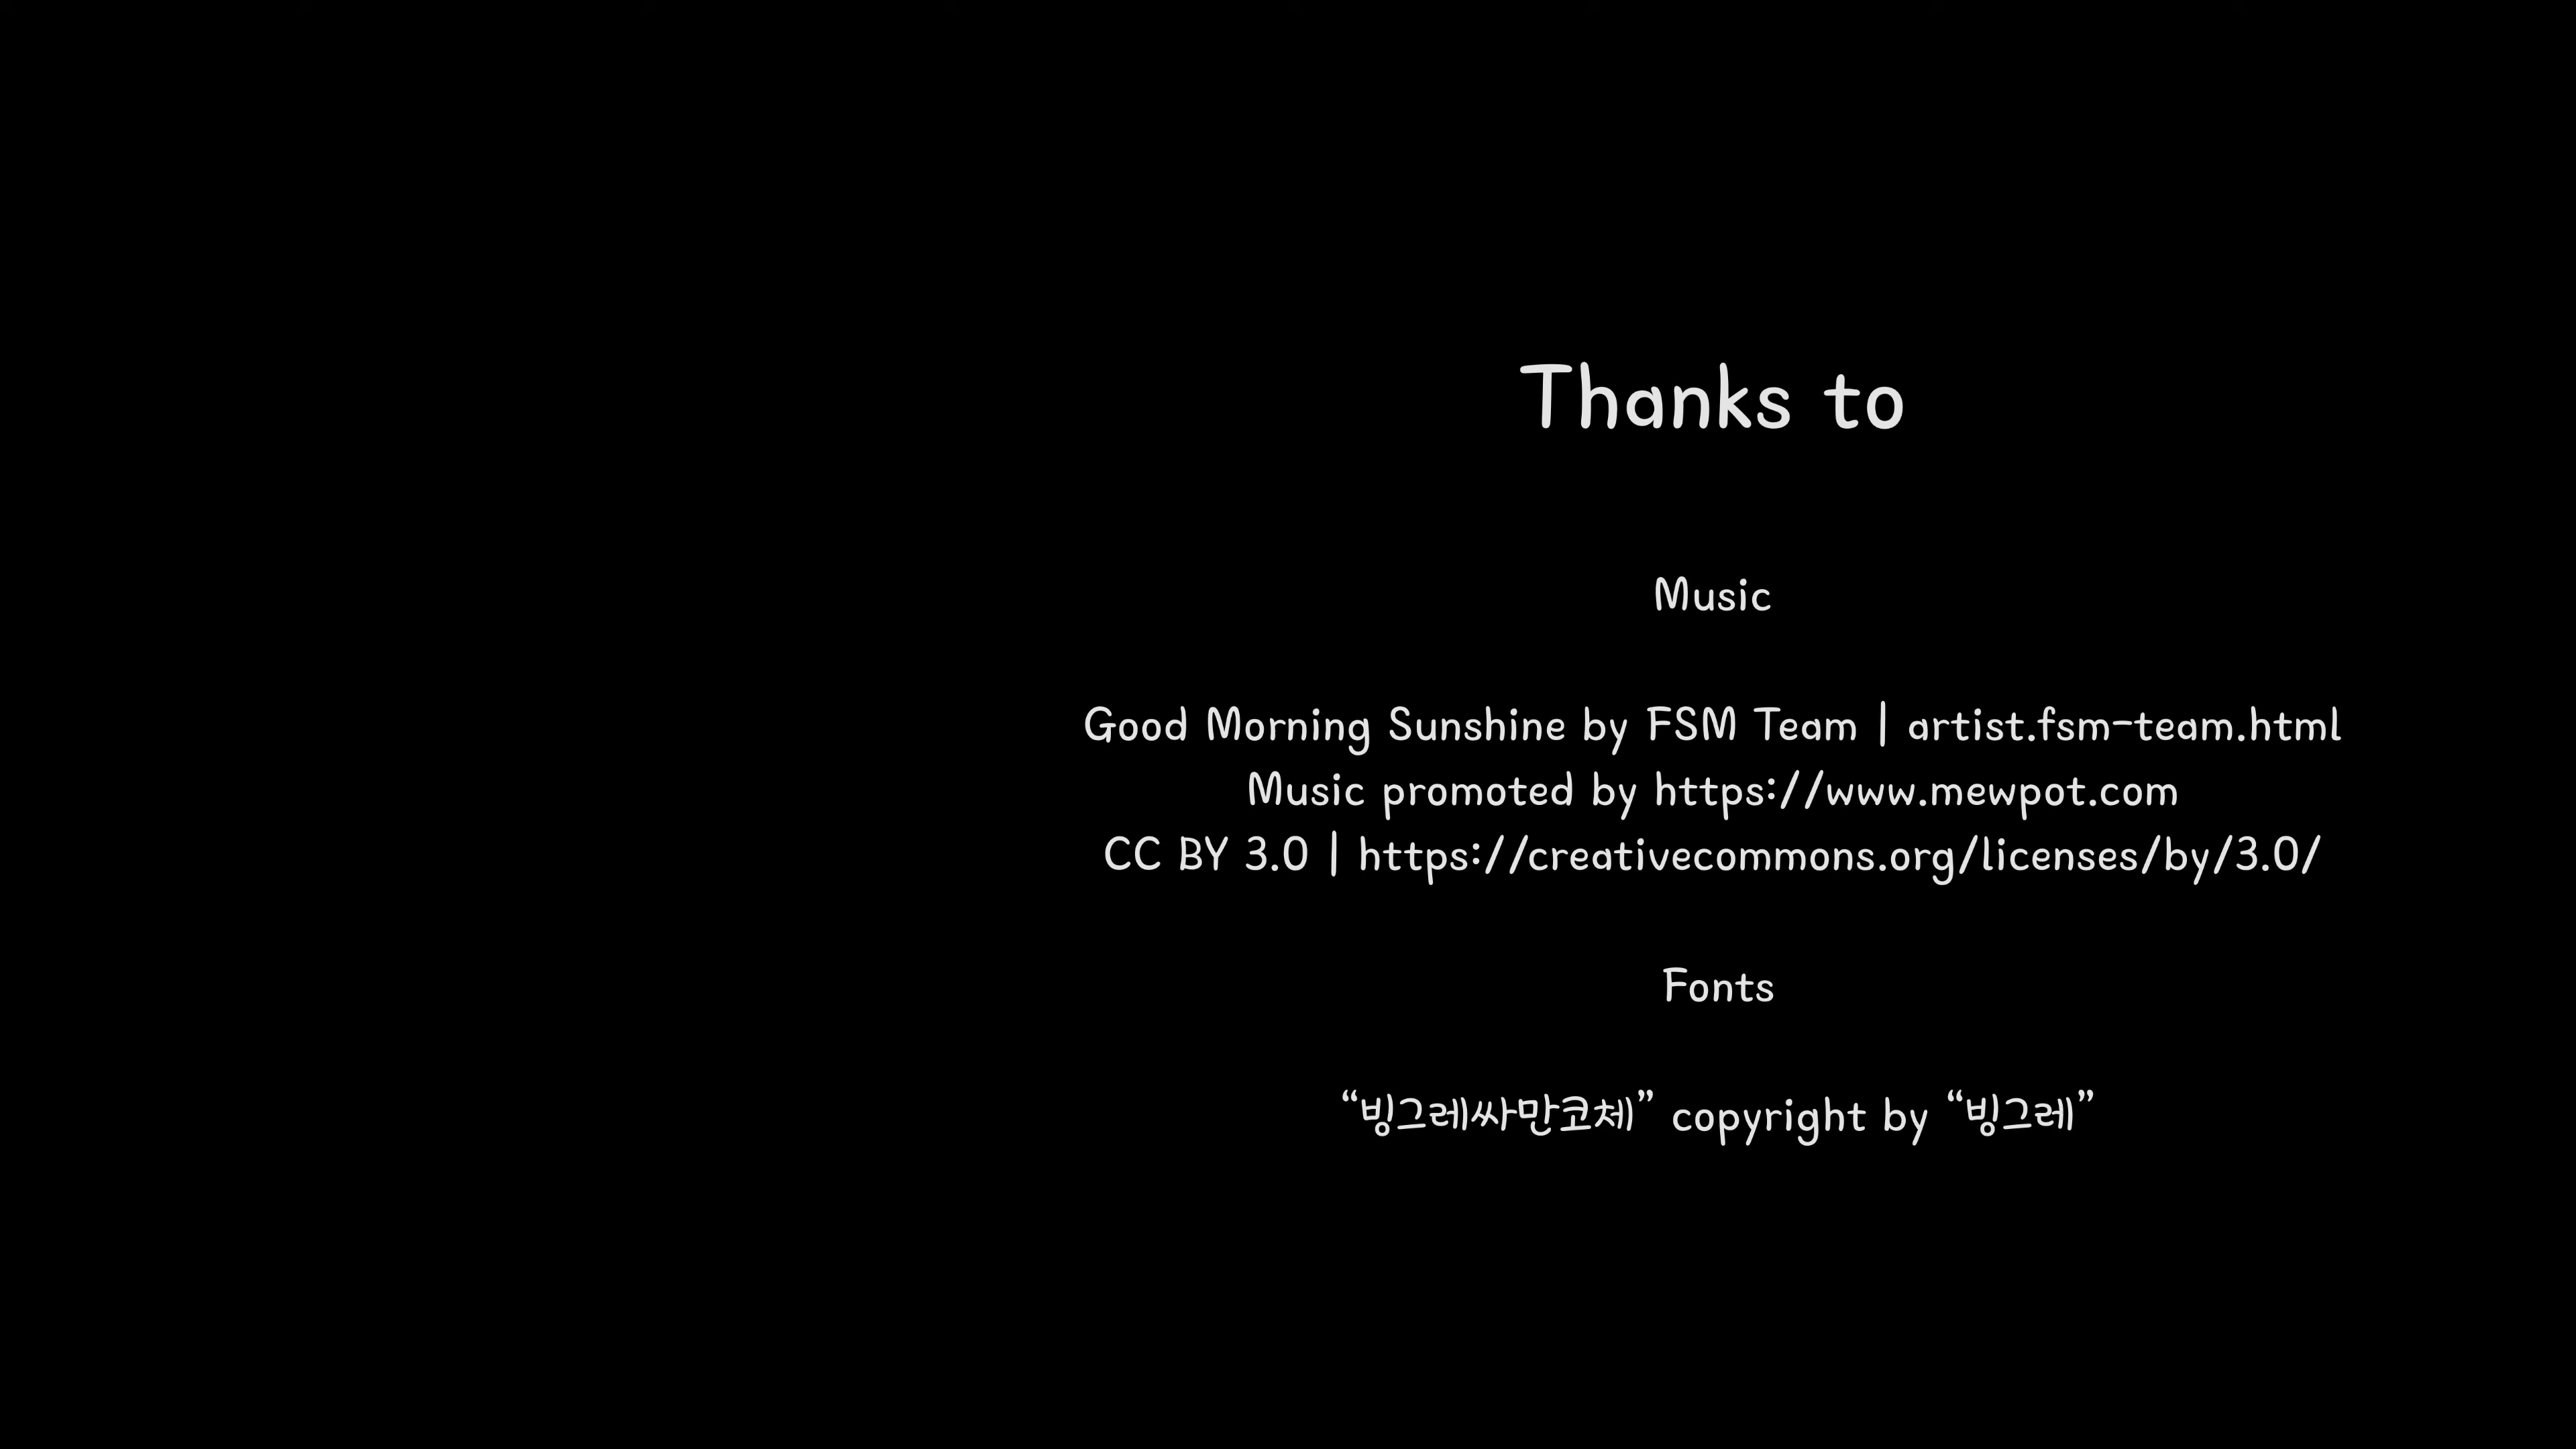 Thanks to
Music
Good Morning Sunshine by FSM Team | artist.fsm-team.html
Music promoted by https://www.mewpot.com
CC BY 3.0 | https://creativecommons.org/licenses/by/3.0/
Fonts
“빙그레싸만코체” copyright by “빙그레”